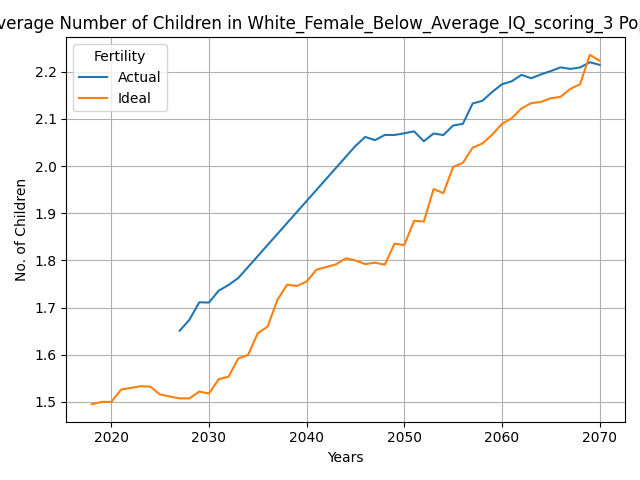 verage Number of Children in White_Female_Below_Average_IQ_scoring_3 Po
Fertility
Actual
Ideal
No. of Children
2.2
2.1
2.0
1.9
1.8
1.7
1.6
1.5
2020 2030 2040 2050 2060 2070
Years